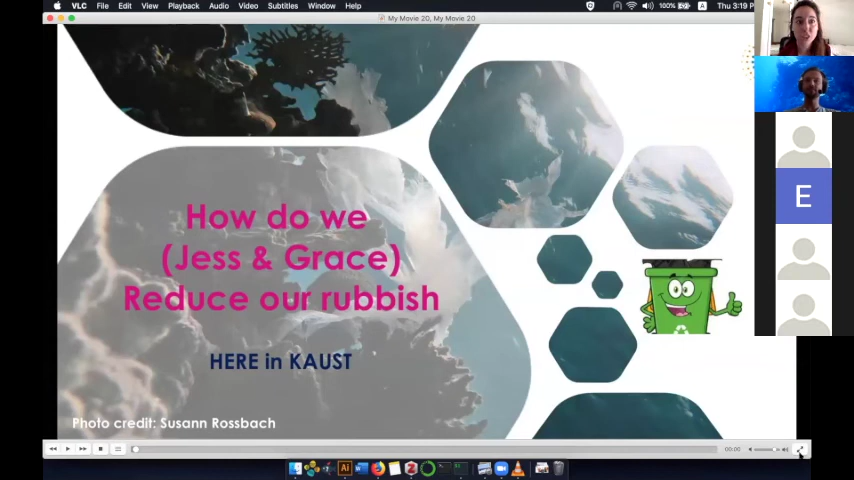 VLC File Edit View Playback Audio Video Subtitles Window Help
100% A Thu 3:19 P
My Movie 20, My Movie 20
How do we
(Jess & Grace)
Reduce our rubbish
HERE in KAUST
Photo credit: Susann Rossbach
E
00:00
Ai W Z